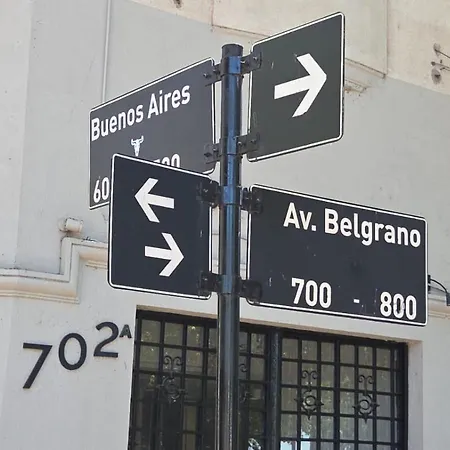 Buenos Aires
Av. Belgrano
700 - 800
702A